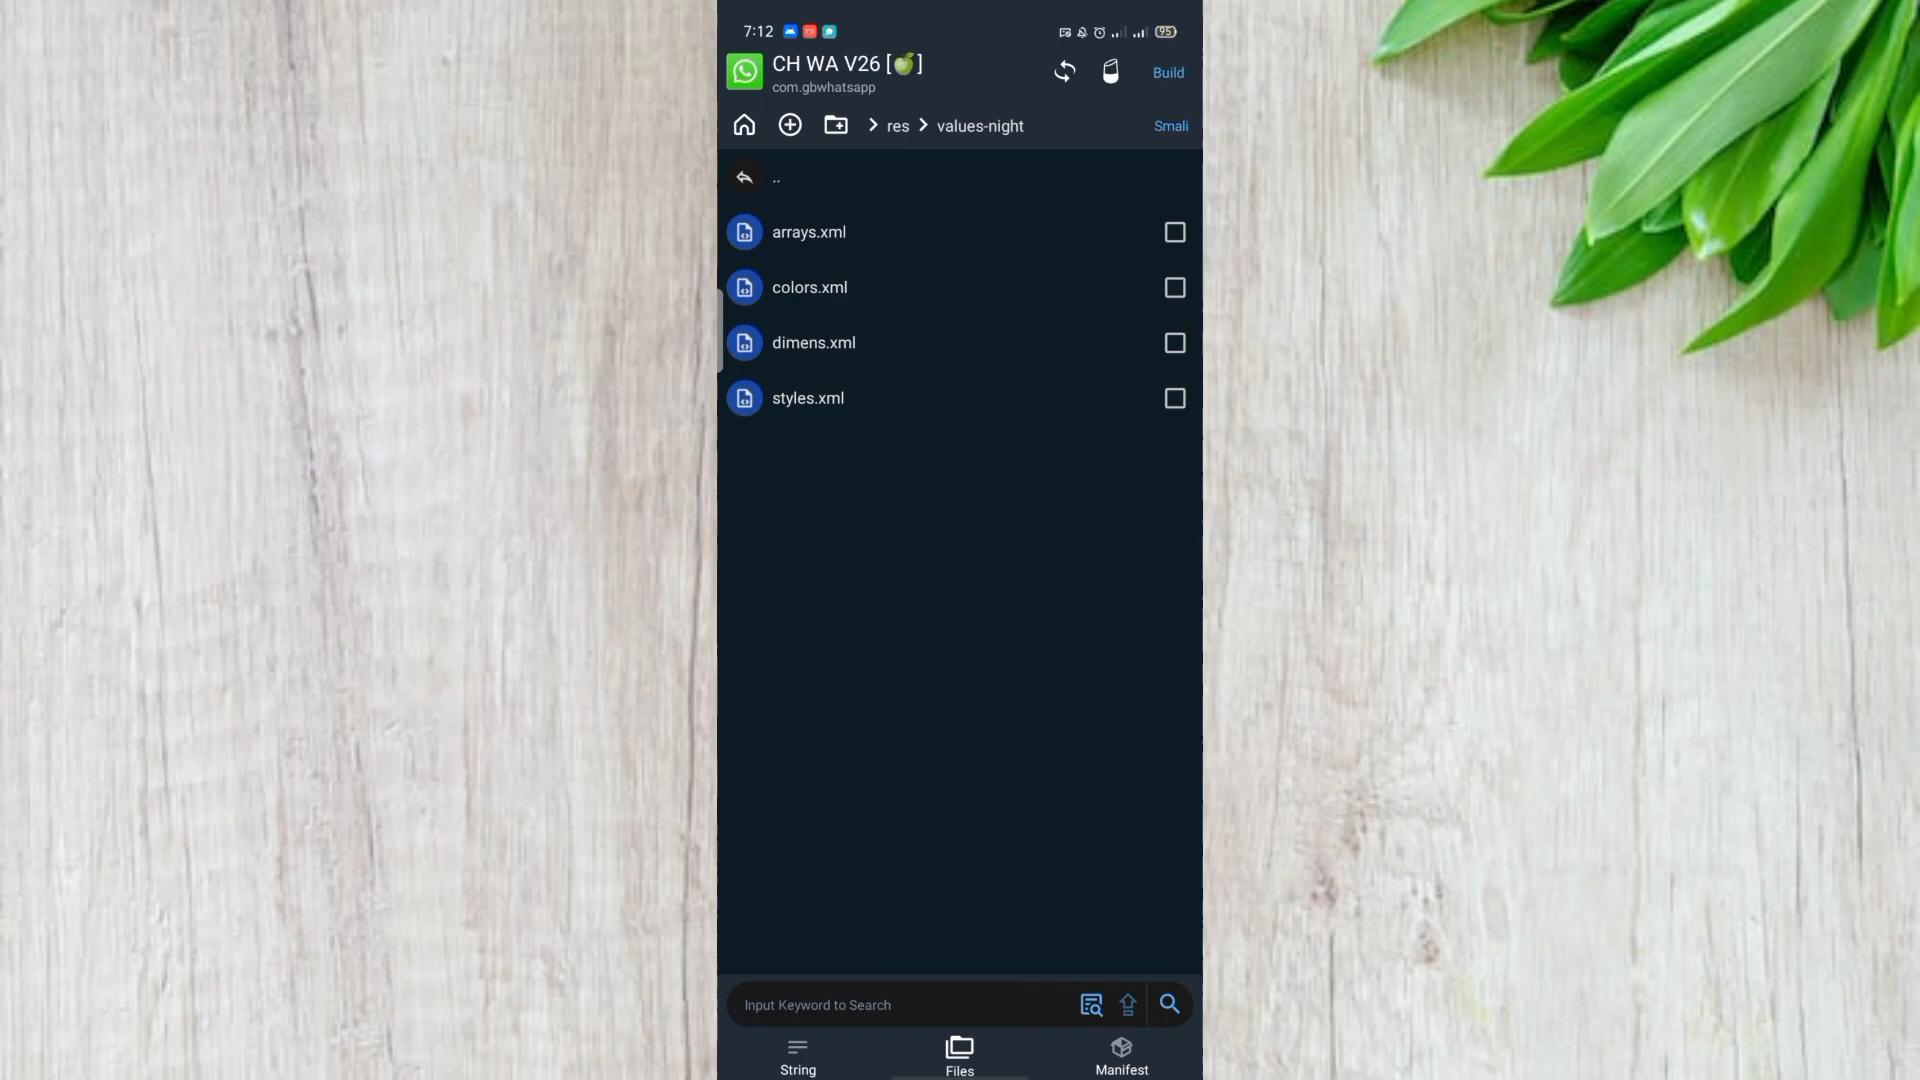 7:12
95
CH WA V26 [🍏]
com.gbwhatsapp
Build
res
values-night
Smali
..
arrays.xml
colors.xml
dimens.xml
styles.xml
Input Keyword to Search
String
Files
Manifest